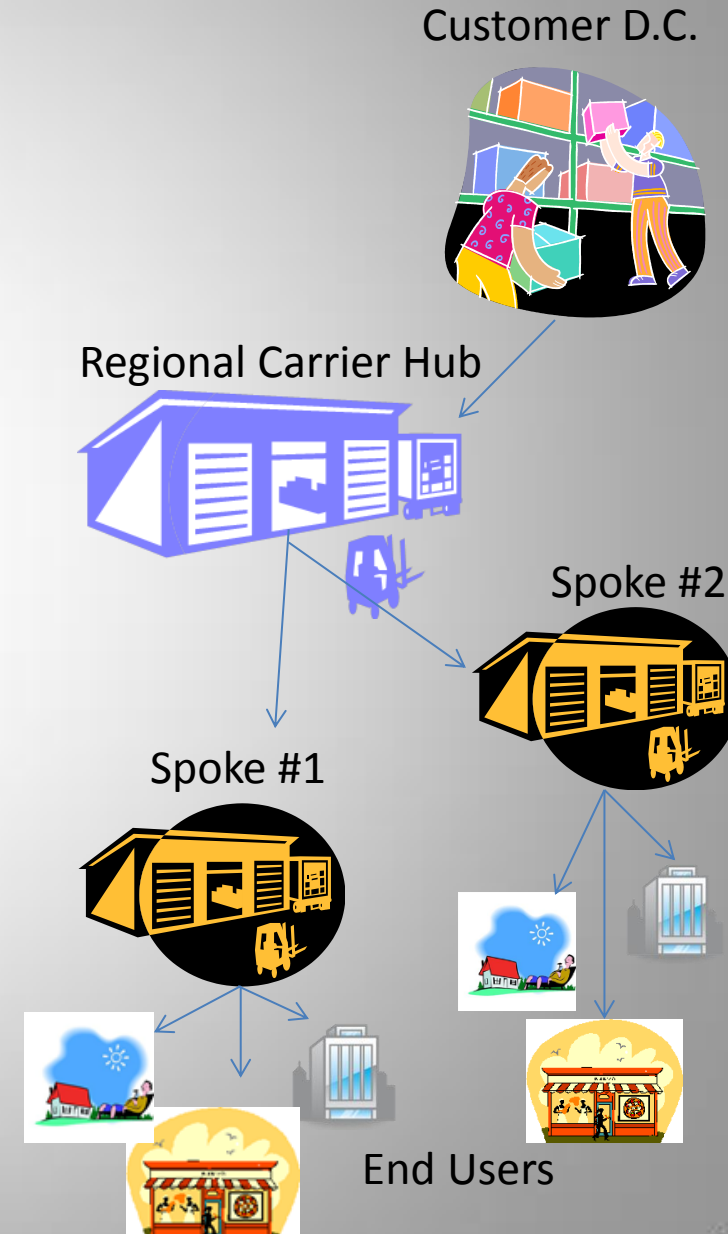 Customer D.C.
Regional Carrier Hub
Spoke #2
Spoke #1
End Users